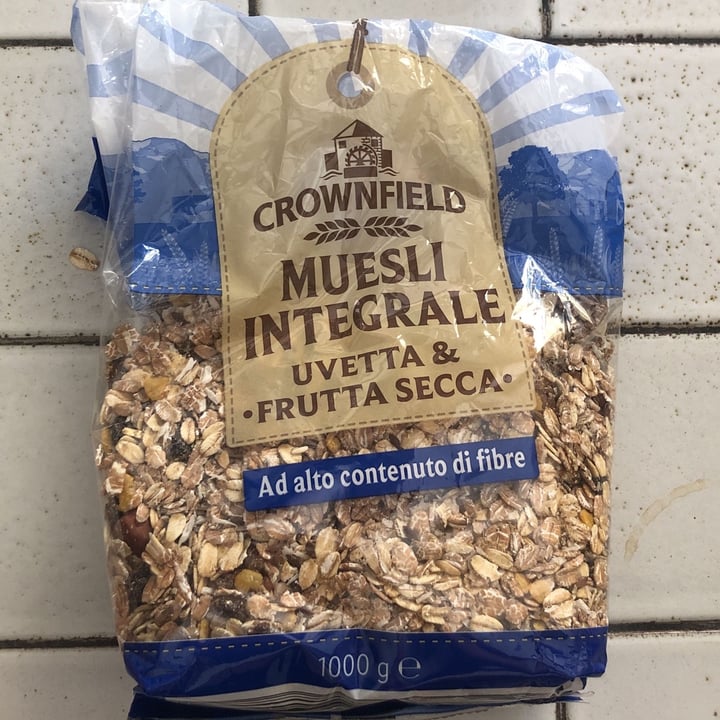 CROWNFIELD
MUESLI
INTEGRALE
UVETTA &
•FRUTTA SECCA•
Ad alto contenuto di fibre
1000 g ℮